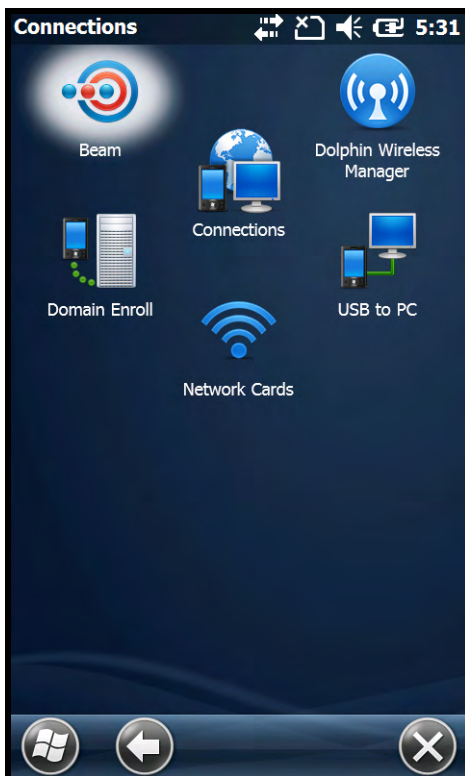 Connections 5:31
Beam
Dolphin Wireless
Manager
Connections
Domain Enroll
USB to PC
Network Cards